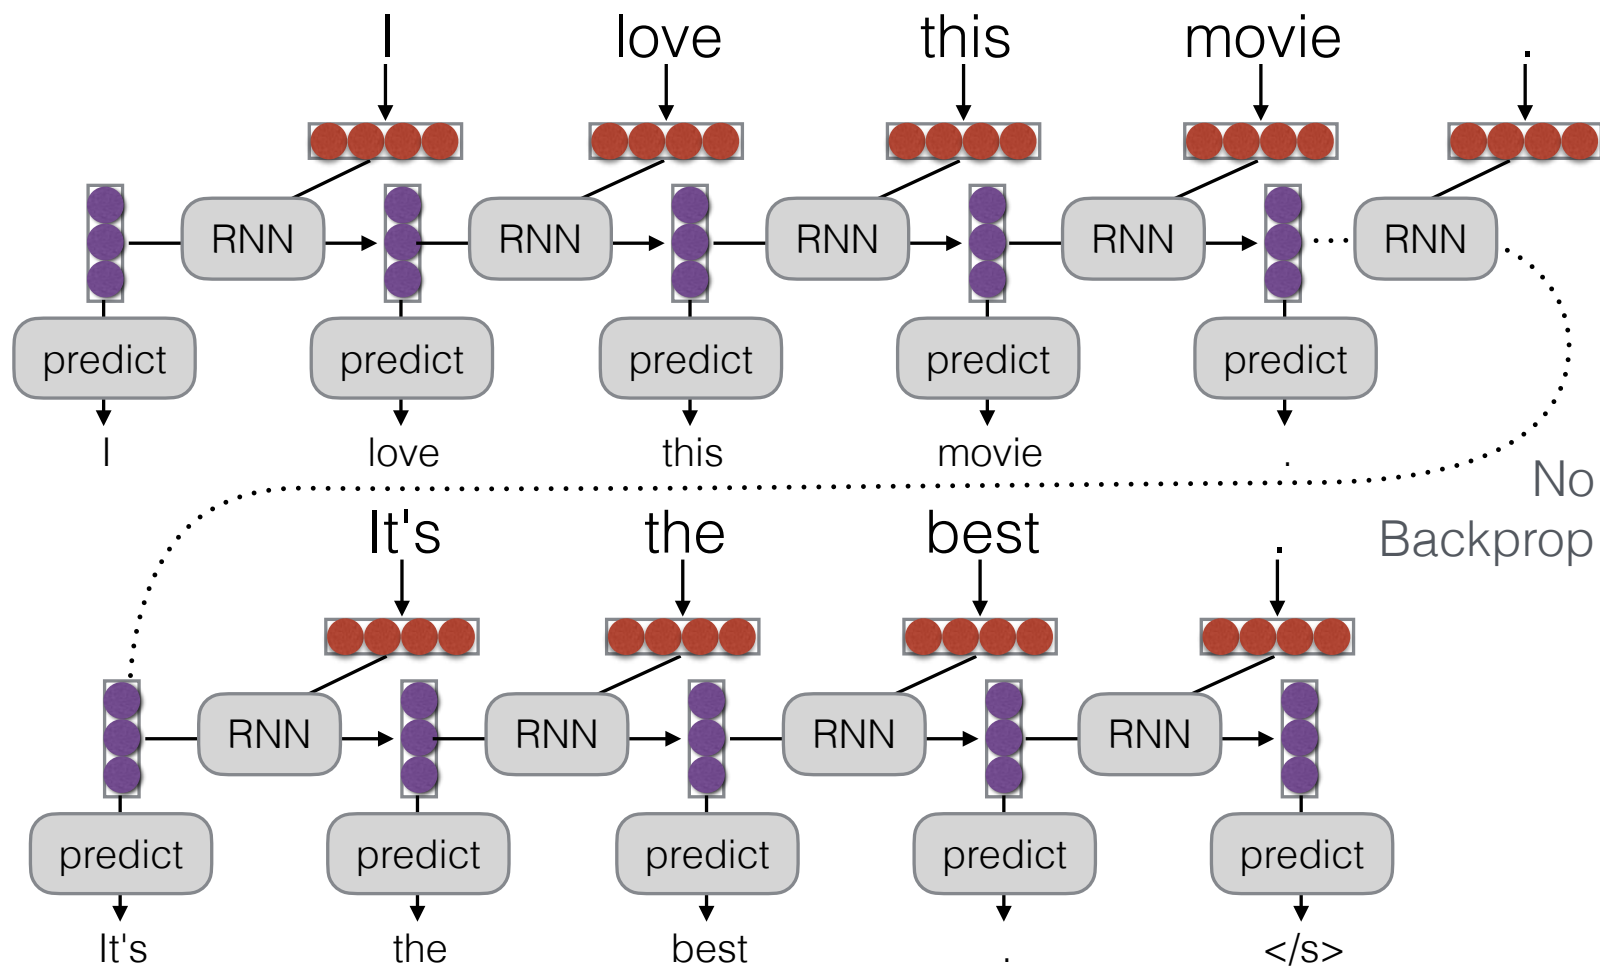 I love this movie .
RNN RNN RNN RNN RNN
predict predict predict predict predict
I love this movie .
No
Backprop
It's the best .
RNN RNN RNN RNN
predict predict predict predict predict
It's the best . </s>